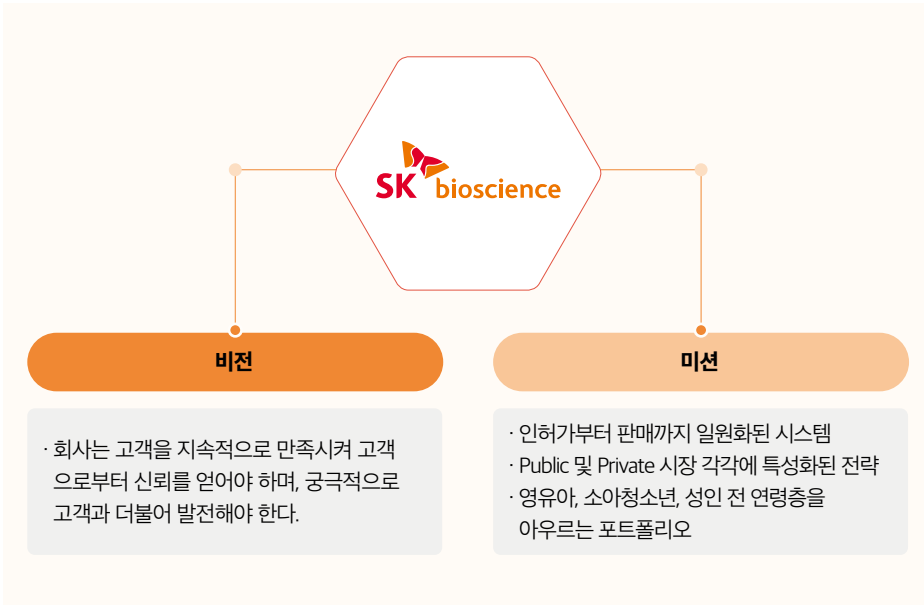 SK bioscience
비전
· 회사는 고객을 지속적으로 만족시켜 고객
으로부터 신뢰를 얻어야 하며, 궁극적으로
고객과 더불어 발전해야 한다.
미션
· 인허가부터 판매까지 일원화된 시스템
· Public 및 Private 시장 각각에 특성화된 전략
· 영유아, 소아청소년, 성인 전 연령층을
아우르는 포트폴리오